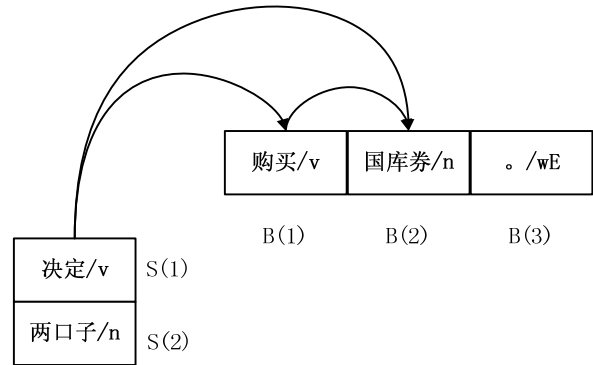 购买/v 国库券/n 。/wE
B(1) B(2) B(3)
决定/v S(1)
两口子/n S(2)